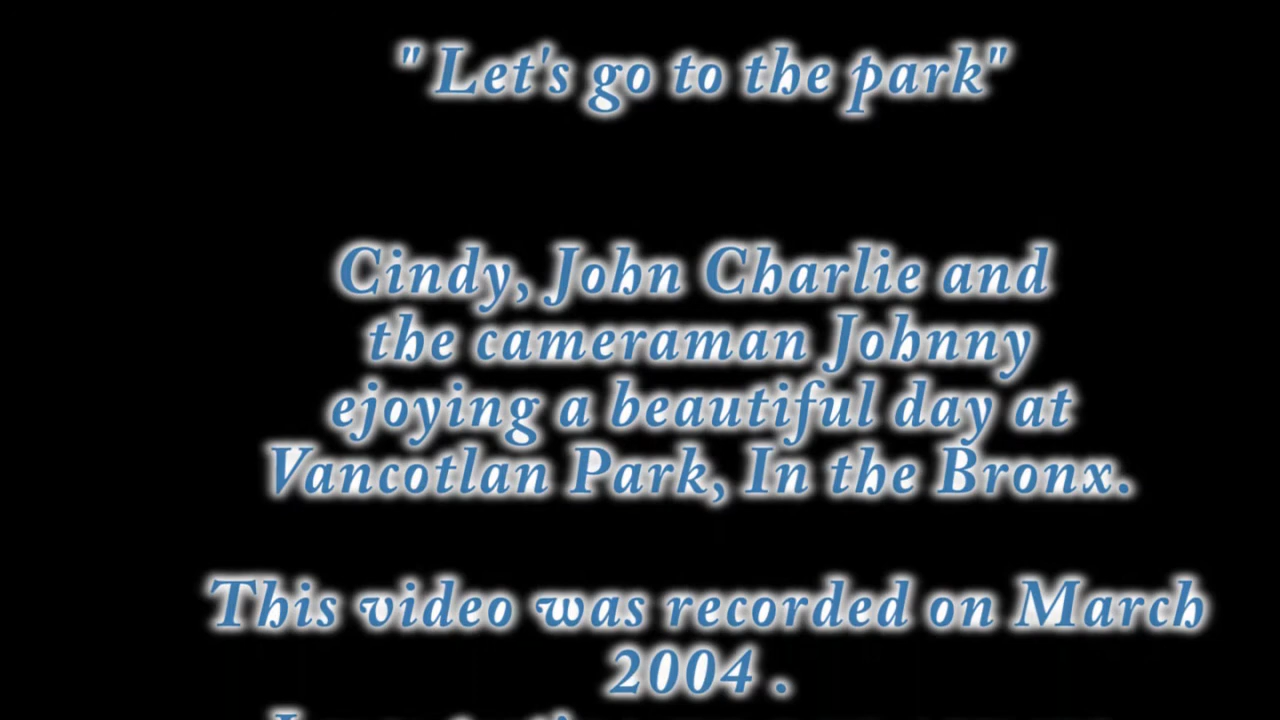 "Let's go to the park"
Cindy, John Charlie and
the cameraman Johnny
ejoying a beautiful day at
Vancotlan Park, In the Bronx.
This video was recorded on March
2004 .